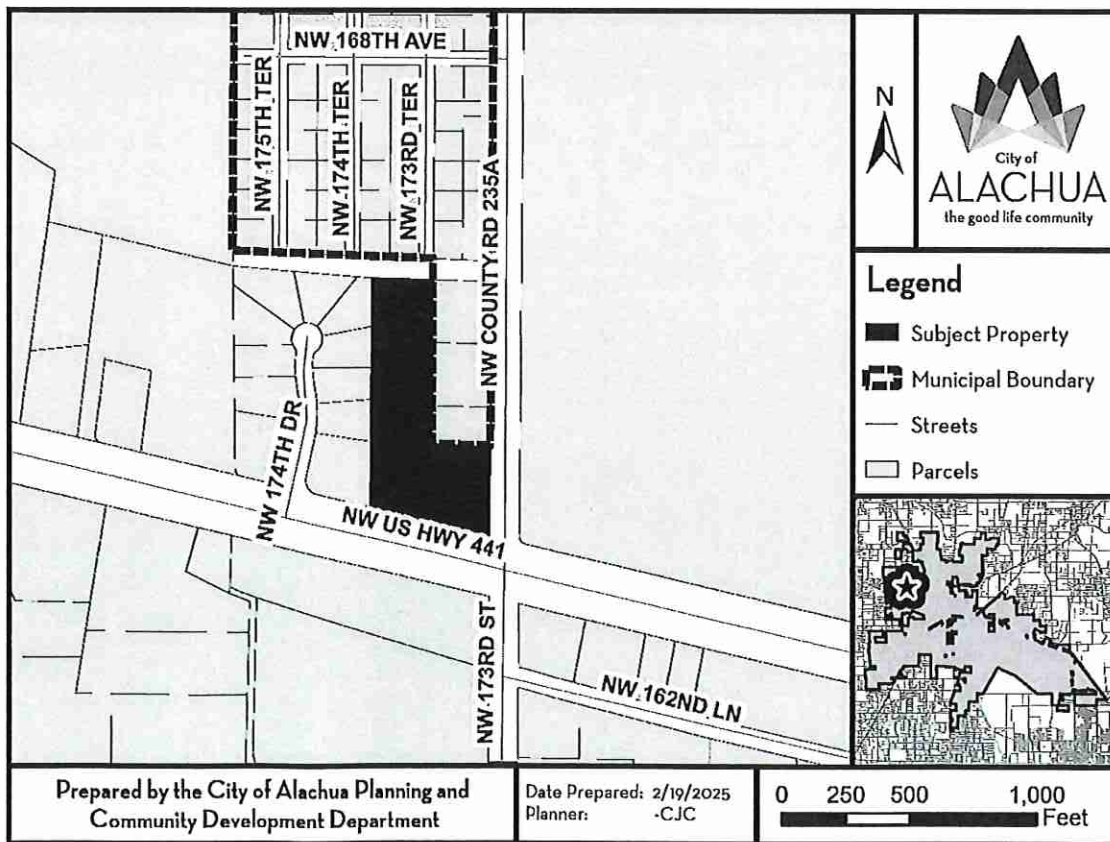 NW 168TH AVE
NW 175TH TER
NW 174TH TER
NW 173RD TER
NW COUNTY RD 235A
NW 174TH DR
NW US HWY 441
NW 173RD ST
NW 162ND LN
N
City of
ALACHUA
the good life community
Legend
Subject Property
Municipal Boundary
Streets
Parcels
Prepared by the City of Alachua Planning and
Community Development Department
Date Prepared: 2/19/2025
Planner: -CJC
0 250 500 1,000
Feet